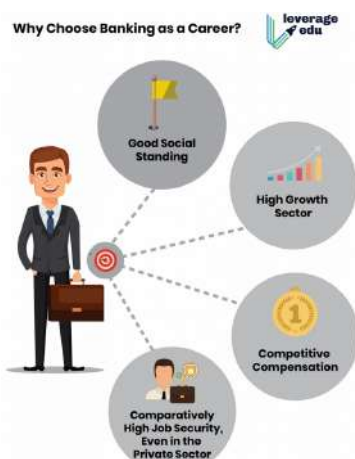 Why Choose Banking as a Career?
leverage
edu
Good Social
Standing
High Growth
Sector
1
Competitive
Compensation
Comparatively
High Job Security,
Even in the
Private Sector